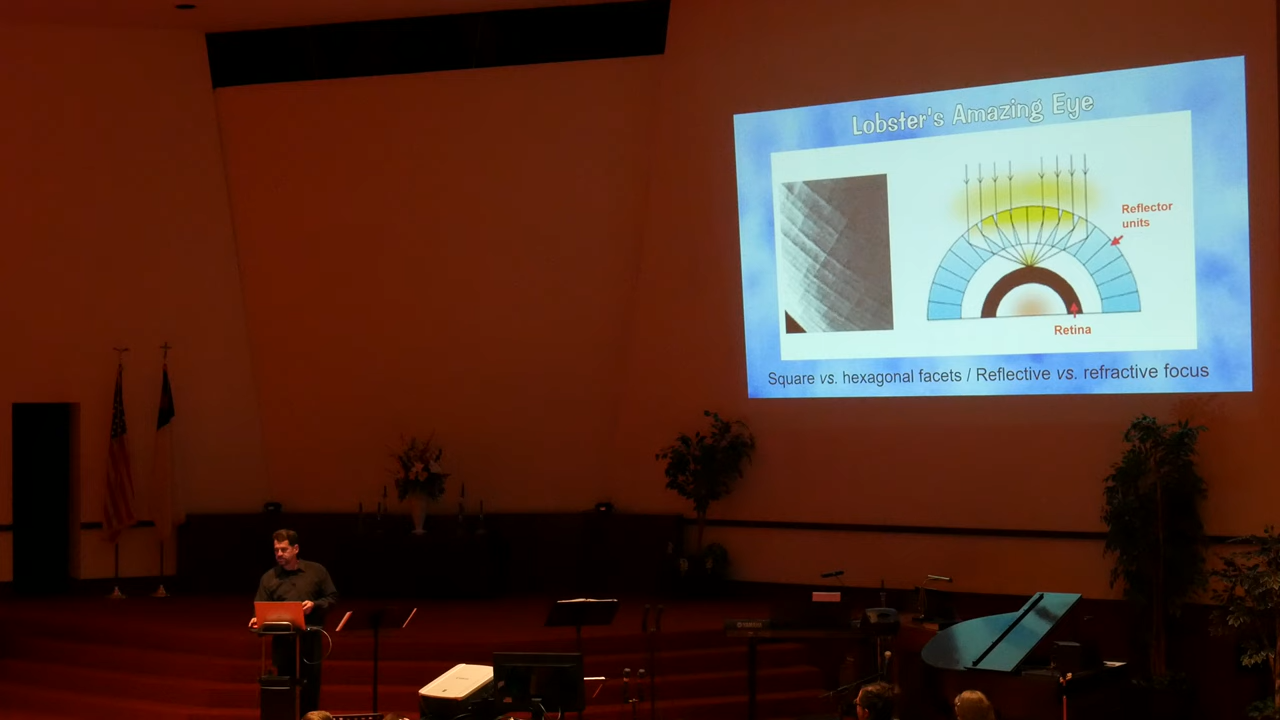 Lobster's Amazing Eye
Reflector
units
Retina
Square vs. hexagonal facets / Reflective vs. refractive focus